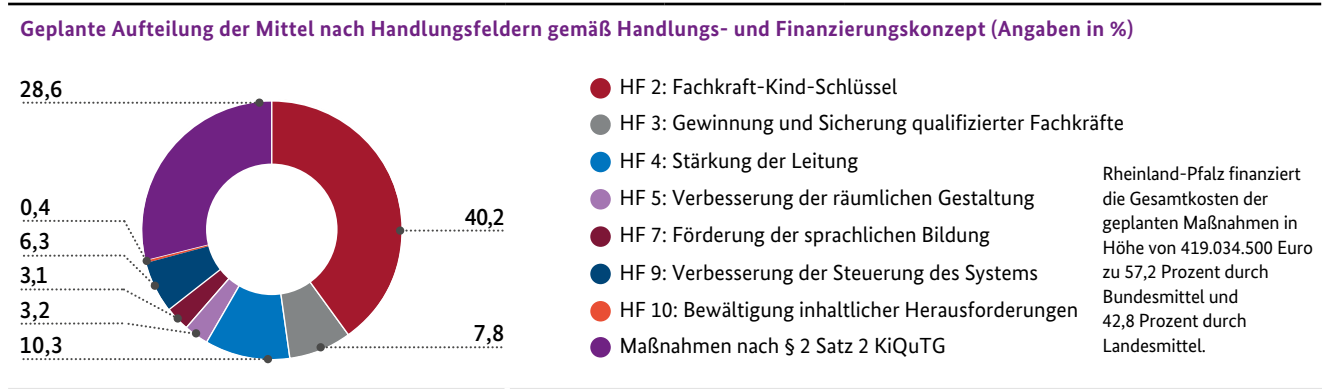 Geplante Aufteilung der Mittel nach Handlungsfeldern gemäß Handlungs- und Finanzierungskonzept (Angaben in %)
28,6
0,4
6,3
3,1
3,2
10,3
40,2
7,8
HF 2: Fachkraft-Kind-Schlüssel
HF 3: Gewinnung und Sicherung qualifizierter Fachkräfte
HF 4: Stärkung der Leitung
HF 5: Verbesserung der räumlichen Gestaltung
HF 7: Förderung der sprachlichen Bildung
HF 9: Verbesserung der Steuerung des Systems
HF 10: Bewältigung inhaltlicher Herausforderungen
Maßnahmen nach § 2 Satz 2 KiQuTG
Rheinland-Pfalz finanziert
die Gesamtkosten der
geplanten Maßnahmen in
Höhe von 419.034.500 Euro
zu 57,2 Prozent durch
Bundesmittel und
42,8 Prozent durch
Landesmittel.